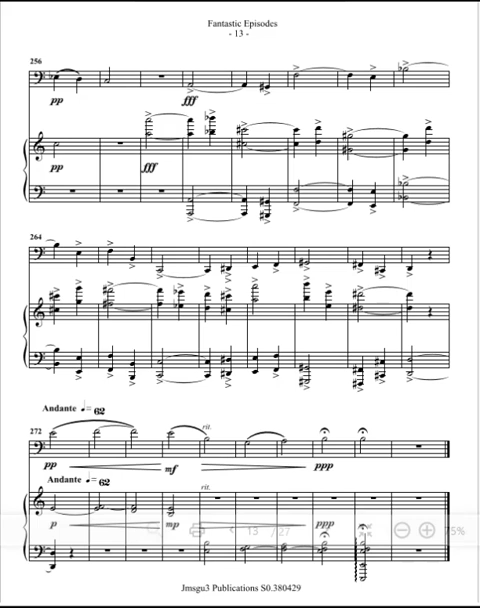 Fantastic Episodes
- 13 -
256
pp
fff
pp
fff
264
Andante ♩= 62
272
rit.
pp
mf
ppp
Andante ♩= 62
rit.
p
mp
ppp
13 / 27
75%
Jmsgu3 Publications S0.380429